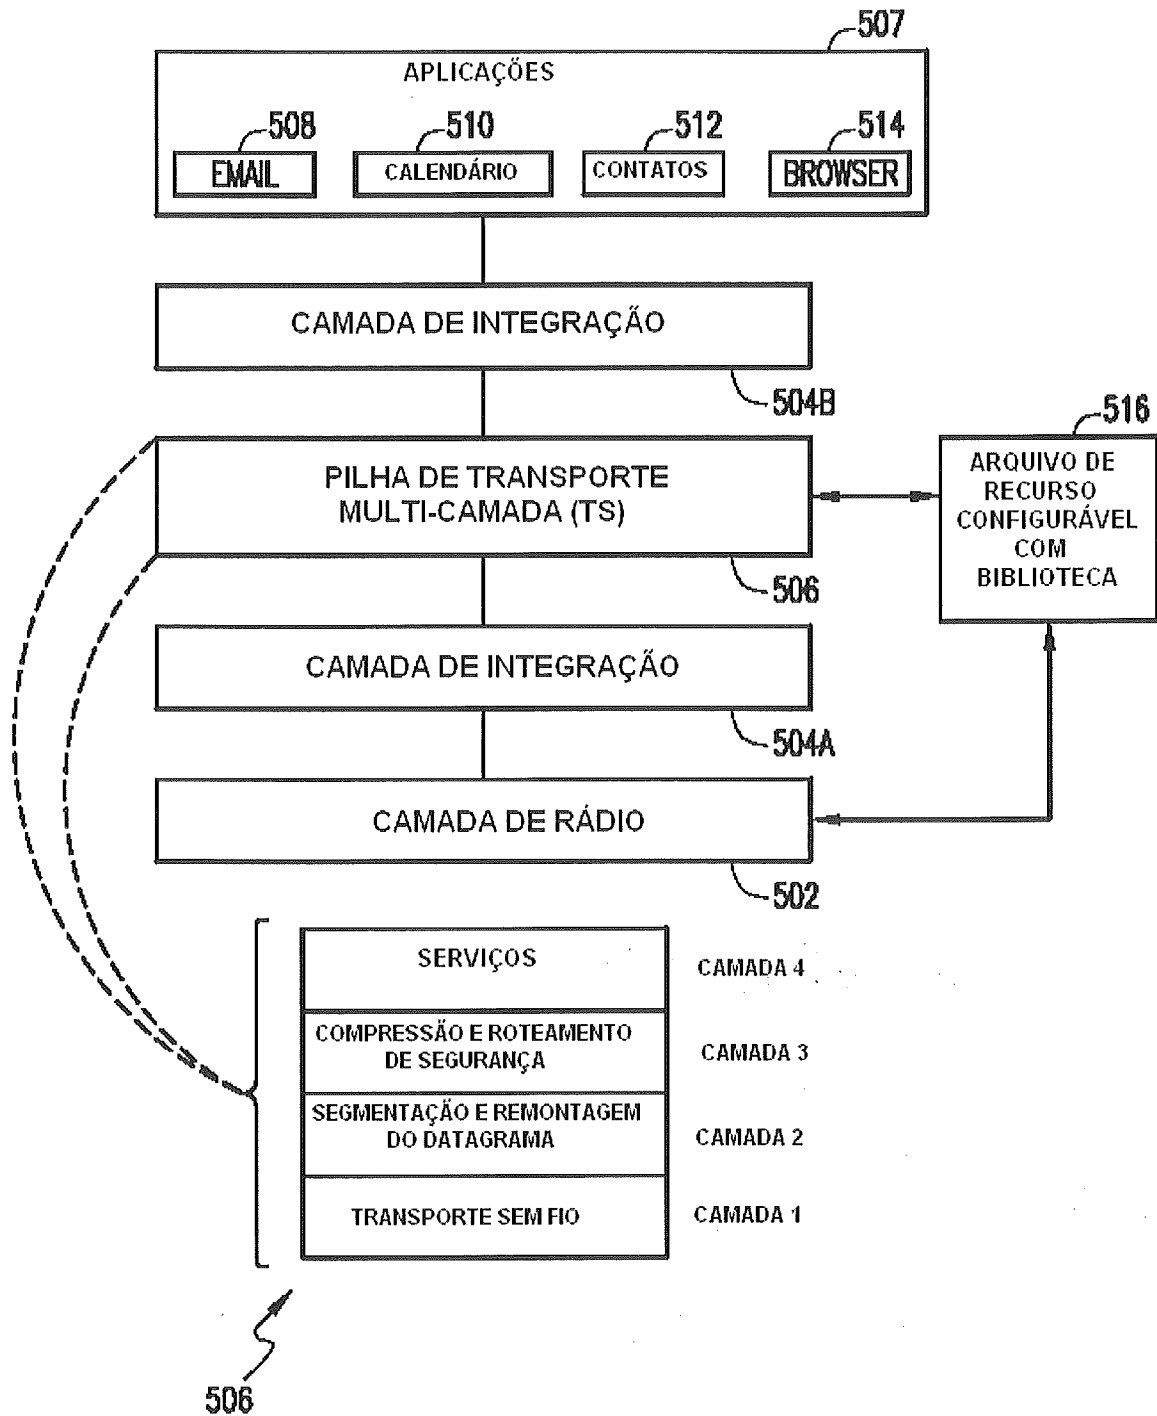 507
APLICAÇÕES
508
510
512
514
EMAIL
CALENDÁRIO
CONTATOS
BROWSER
CAMADA DE INTEGRAÇÃO
504B
516
PILHA DE TRANSPORTE
MULTI-CAMADA (TS)
506
ARQUIVO DE
RECURSO
CONFIGURÁVEL
COM
BIBLIOTECA
CAMADA DE INTEGRAÇÃO
504A
CAMADA DE RÁDIO
502
SERVIÇOS
CAMADA 4
COMPRESSÃO E ROTEAMENTO
DE SEGURANÇA
CAMADA 3
SEGMENTAÇÃO E REMONTAGEM
DO DATAGRAMA
CAMADA 2
TRANSPORTE SEM FIO
CAMADA 1
506